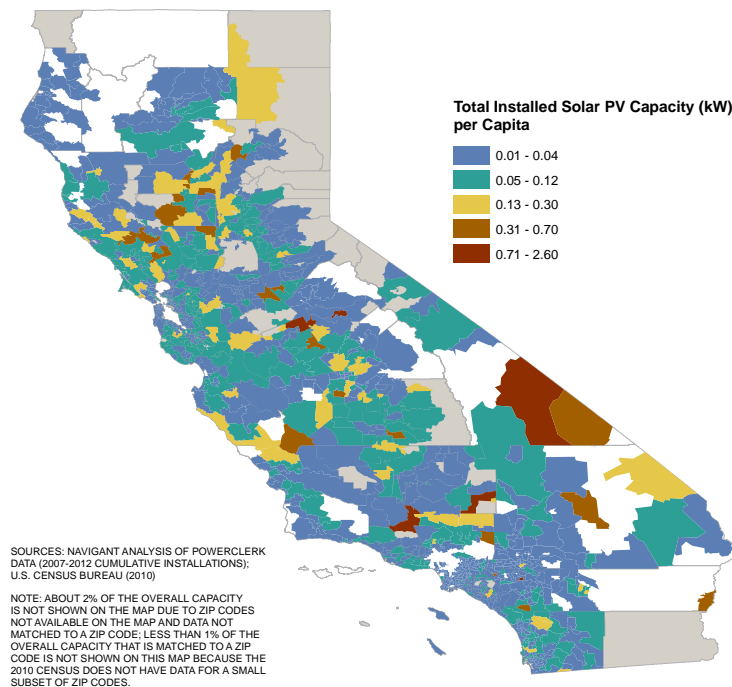 Total Installed Solar PV Capacity (kW)
per Capita
0.01 - 0.04
0.05 - 0.12
0.13 - 0.30
0.31 - 0.70
0.71 - 2.60
SOURCES: NAVIGANT ANALYSIS OF POWERCLERK
DATA (2007-2012 CUMULATIVE INSTALLATIONS);
U.S. CENSUS BUREAU (2010)
NOTE: ABOUT 2% OF THE OVERALL CAPACITY
IS NOT SHOWN ON THE MAP DUE TO ZIP CODES
NOT AVAILABLE ON THE MAP AND DATA NOT
MATCHED TO A ZIP CODE; LESS THAN 1% OF THE
OVERALL CAPACITY THAT IS MATCHED TO A ZIP
CODE IS NOT SHOWN ON THIS MAP BECAUSE THE
2010 CENSUS DOES NOT HAVE DATA FOR A SMALL
SUBSET OF ZIP CODES.